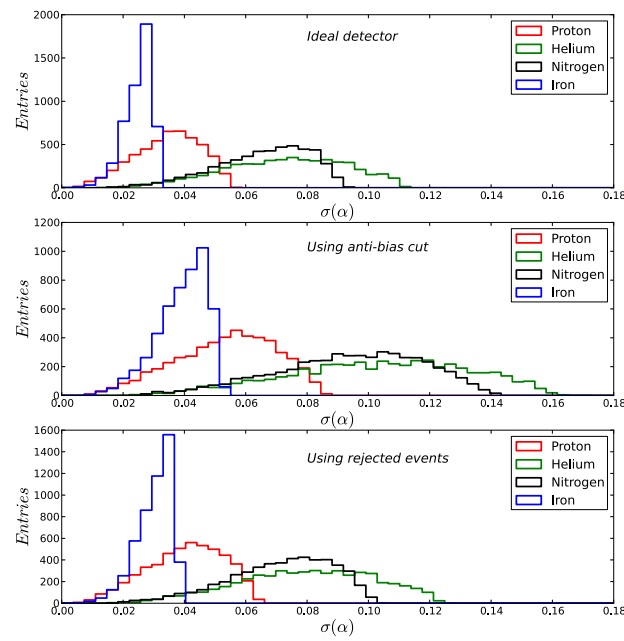 2000
1500
1000
500
0
Entries
Ideal detector
Proton
Helium
Nitrogen
Iron
0.00 0.02 0.04 0.06 0.08 0.10 0.12 0.14 0.16 0.18
σ(α)
1200
1000
800
600
400
200
0
Entries
Using anti-bias cut
Proton
Helium
Nitrogen
Iron
0.00 0.02 0.04 0.06 0.08 0.10 0.12 0.14 0.16 0.18
σ(α)
1600
1400
1200
1000
800
600
400
200
0
Entries
Using rejected events
Proton
Helium
Nitrogen
Iron
0.00 0.02 0.04 0.06 0.08 0.10 0.12 0.14 0.16 0.18
σ(α)